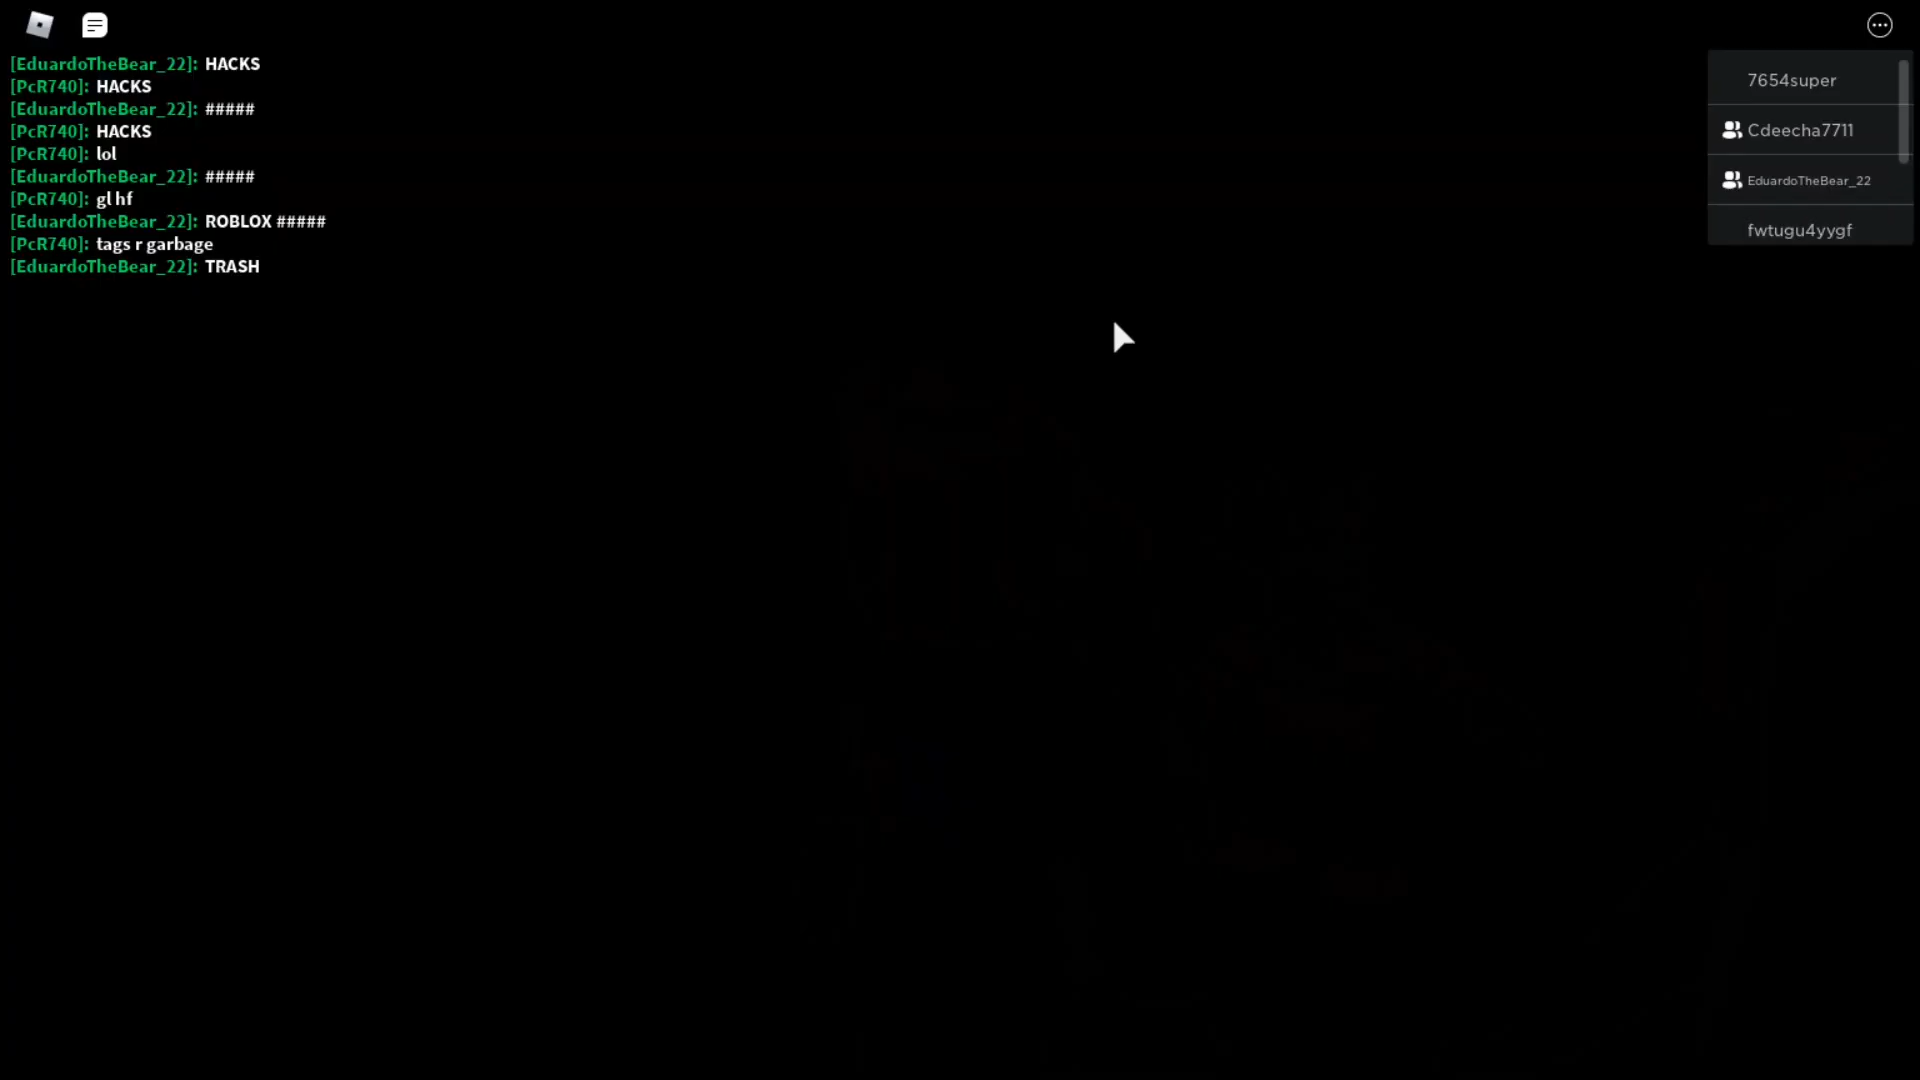 [EduardoTheBear_22]: HACKS
[PcR740]: HACKS
[EduardoTheBear_22]: #####
[PcR740]: HACKS
[PcR740]: lol
[EduardoTheBear_22]: #####
[PcR740]: gl hf
[EduardoTheBear_22]: ROBLOX #####
[PcR740]: tags r garbage
[EduardoTheBear_22]: TRASH
7654super
Cdeecha7711
EduardoTheBear_22
fwtugu4yygf